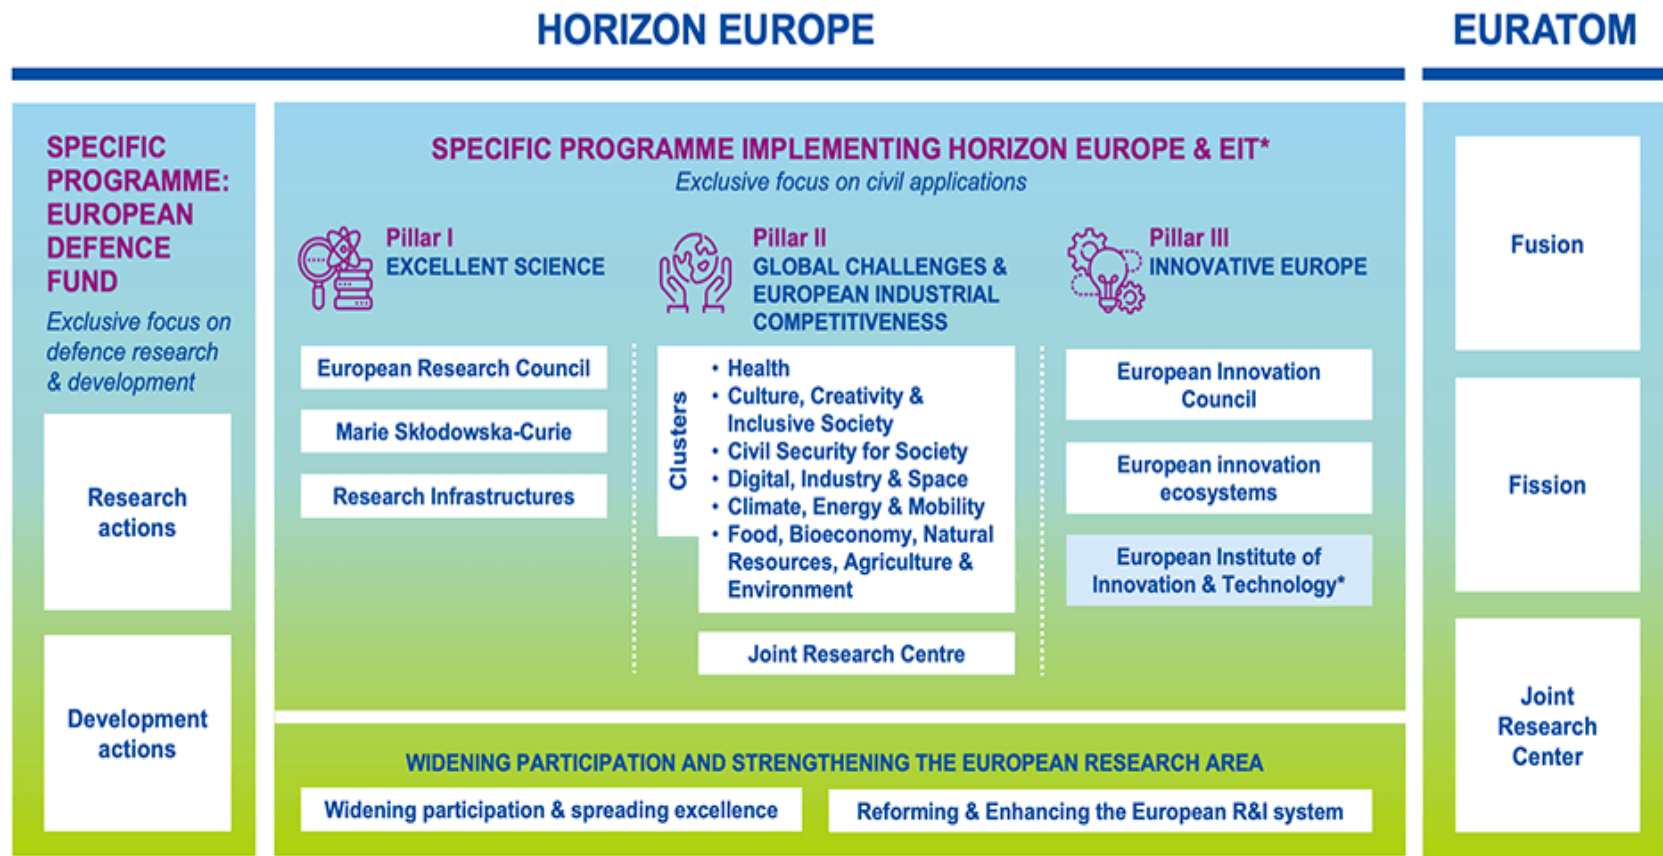 HORIZON EUROPE
EURATOM
SPECIFIC
PROGRAMME:
EUROPEAN
DEFENCE
FUND
Exclusive focus on
defence research
& development
Research
actions
Development
actions
SPECIFIC PROGRAMME IMPLEMENTING HORIZON EUROPE & EIT*
Exclusive focus on civil applications
Pillar I
EXCELLENT SCIENCE
European Research Council
Marie Skłodowska-Curie
Research Infrastructures
Pillar II
GLOBAL CHALLENGES &
EUROPEAN INDUSTRIAL
COMPETITIVENESS
Clusters
• Health
• Culture, Creativity &
Inclusive Society
• Civil Security for Society
• Digital, Industry & Space
• Climate, Energy & Mobility
• Food, Bioeconomy, Natural
Resources, Agriculture &
Environment
Joint Research Centre
Pillar III
INNOVATIVE EUROPE
European Innovation
Council
European innovation
ecosystems
European Institute of
Innovation & Technology*
WIDENING PARTICIPATION AND STRENGTHENING THE EUROPEAN RESEARCH AREA
Widening participation & spreading excellence
Reforming & Enhancing the European R&I system
Fusion
Fission
Joint
Research
Center